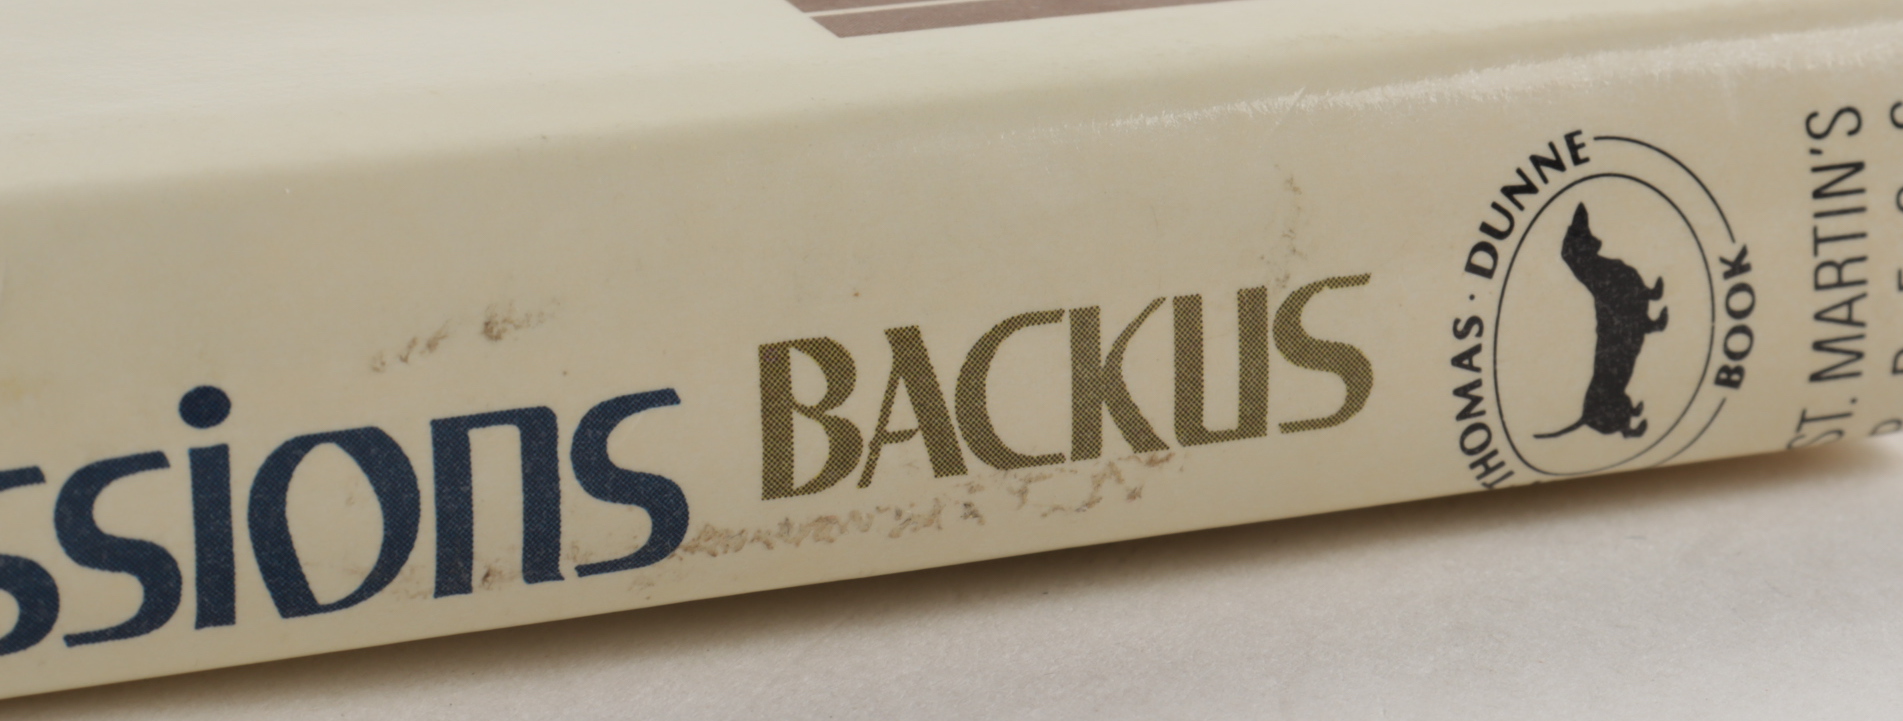 ssions BACKUS
THOMAS · DUNNE
BOOK
ST. MARTIN'S